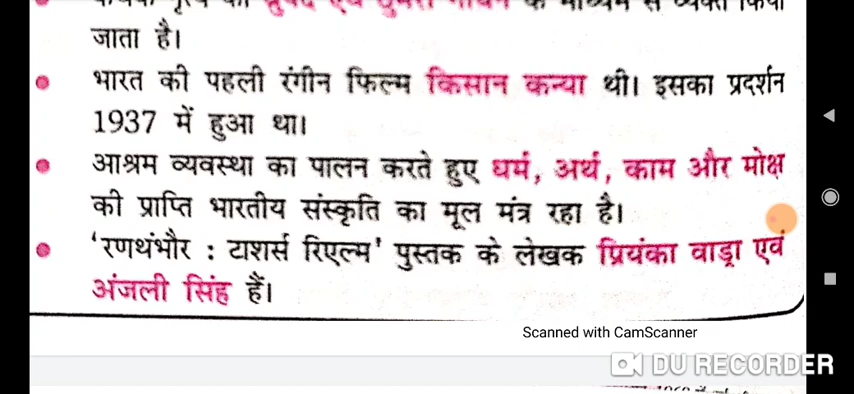 जाता है।
भारत की पहली रंगीन फिल्म किसान कन्या थी। इसका प्रदर्शन
1937 में हुआ था।
आश्रम व्यवस्था का पालन करते हुए धर्म, अर्थ, काम और मोक्ष
की प्राप्ति भारतीय संस्कृति का मूल मंत्र रहा है।
‘रणथंभौर : टाशर्स रिएल्म’ पुस्तक के लेखक प्रियंका वाड्रा एवं
अंजली सिंह हैं।
Scanned with CamScanner
DU RECORDER